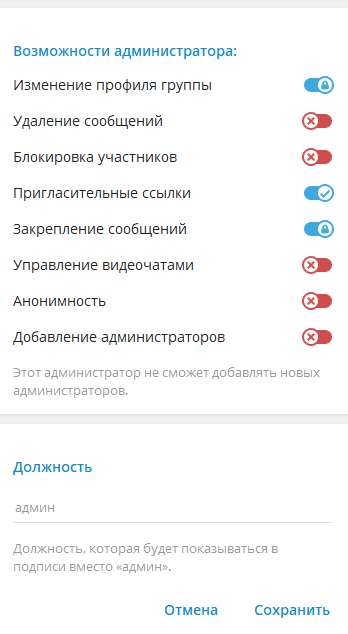 Возможности администратора:
Изменение профиля группы
Удаление сообщений
Блокировка участников
Пригласительные ссылки
Закрепление сообщений
Управление видеочатами
Анонимность
Добавление администраторов
Этот администратор не сможет добавлять новых
администраторов.
Должность
админ
Должность, которая будет показываться в
подписи вместо «админ».
Отмена Сохранить